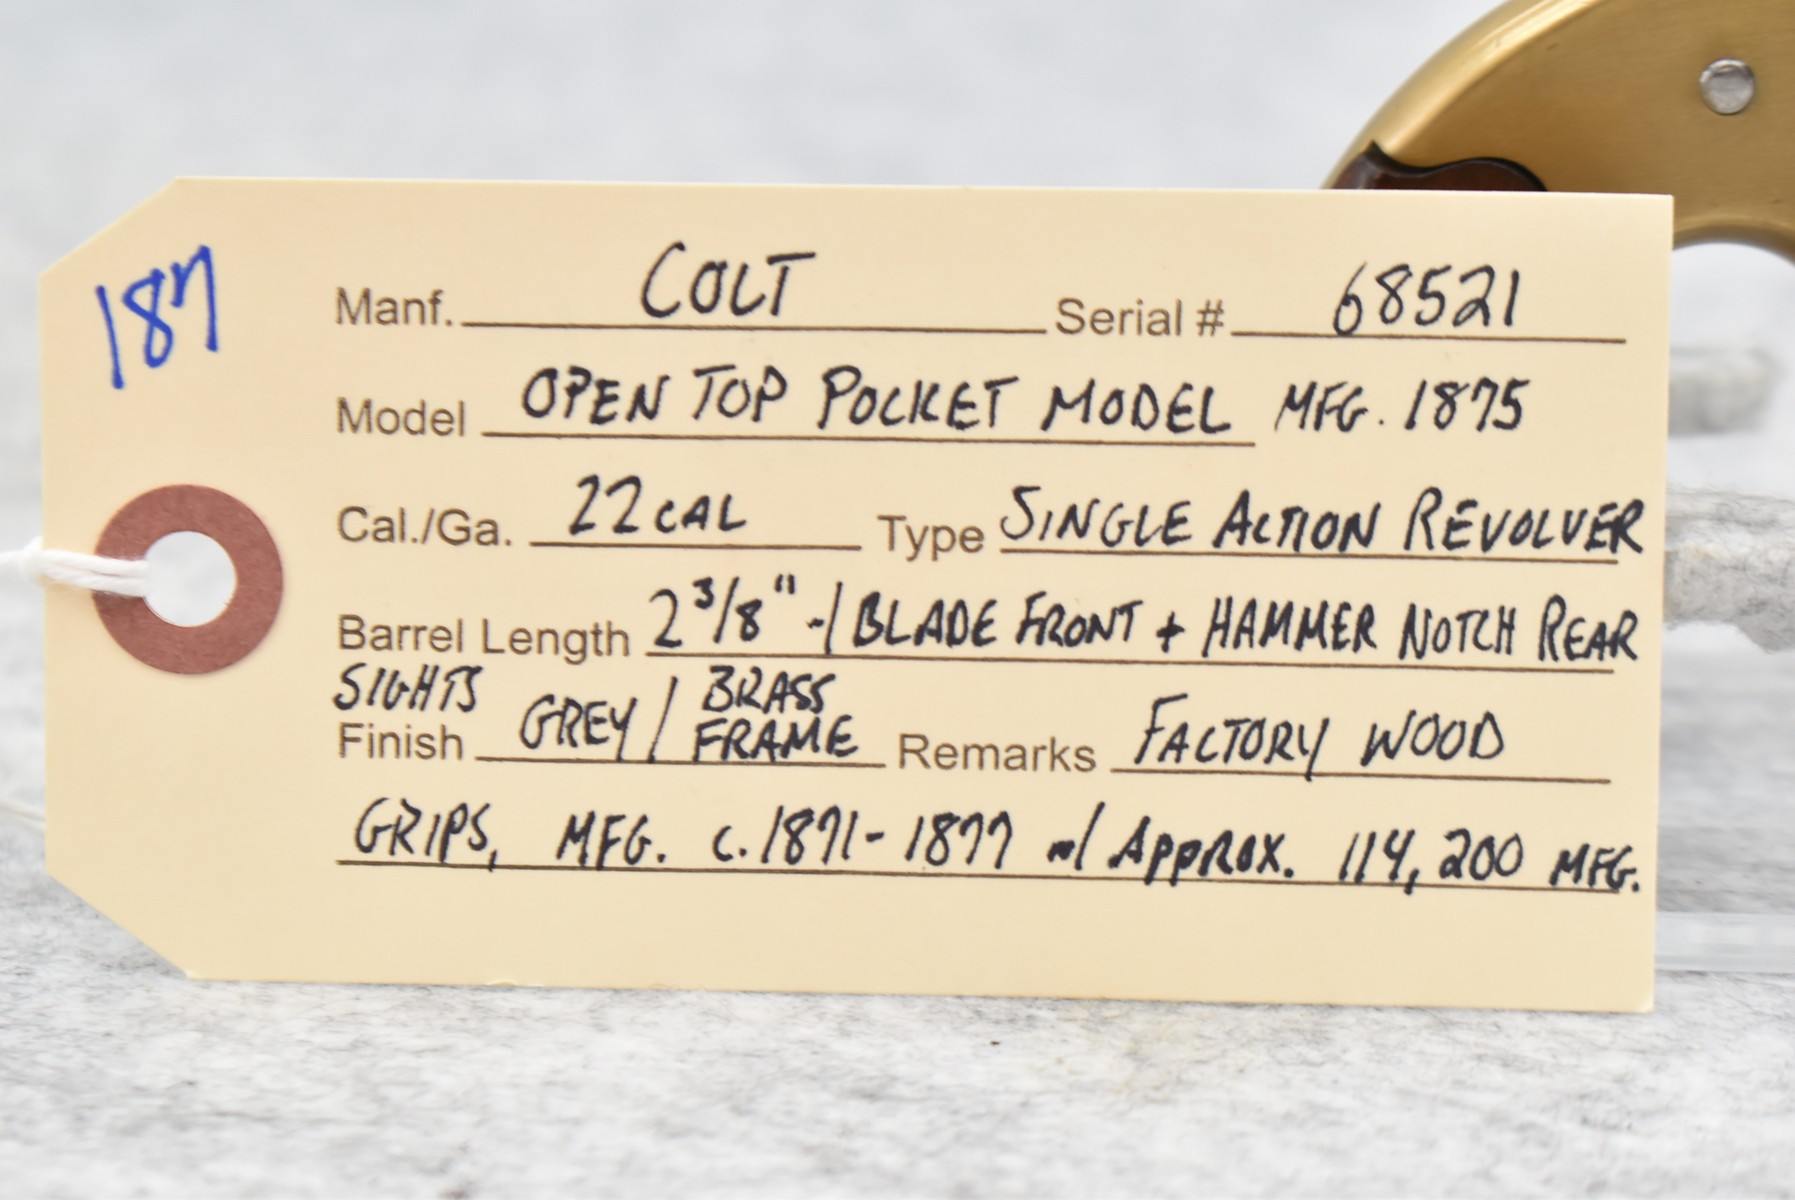 187
Manf. COLT Serial # 68521
Model OPEN TOP POCKET MODEL MFG. 1875
Cal./Ga. 22 CAL Type SINGLE ACTION REVOLVER
Barrel Length 2 3/8" w/ BLADE FRONT + HAMMER NOTCH REAR
SIGHTS
Finish GREY / BRASS FRAME Remarks FACTORY WOOD
GRIPS, MFG. c. 1871-1877 w/ APPROX. 114,200 MFG.